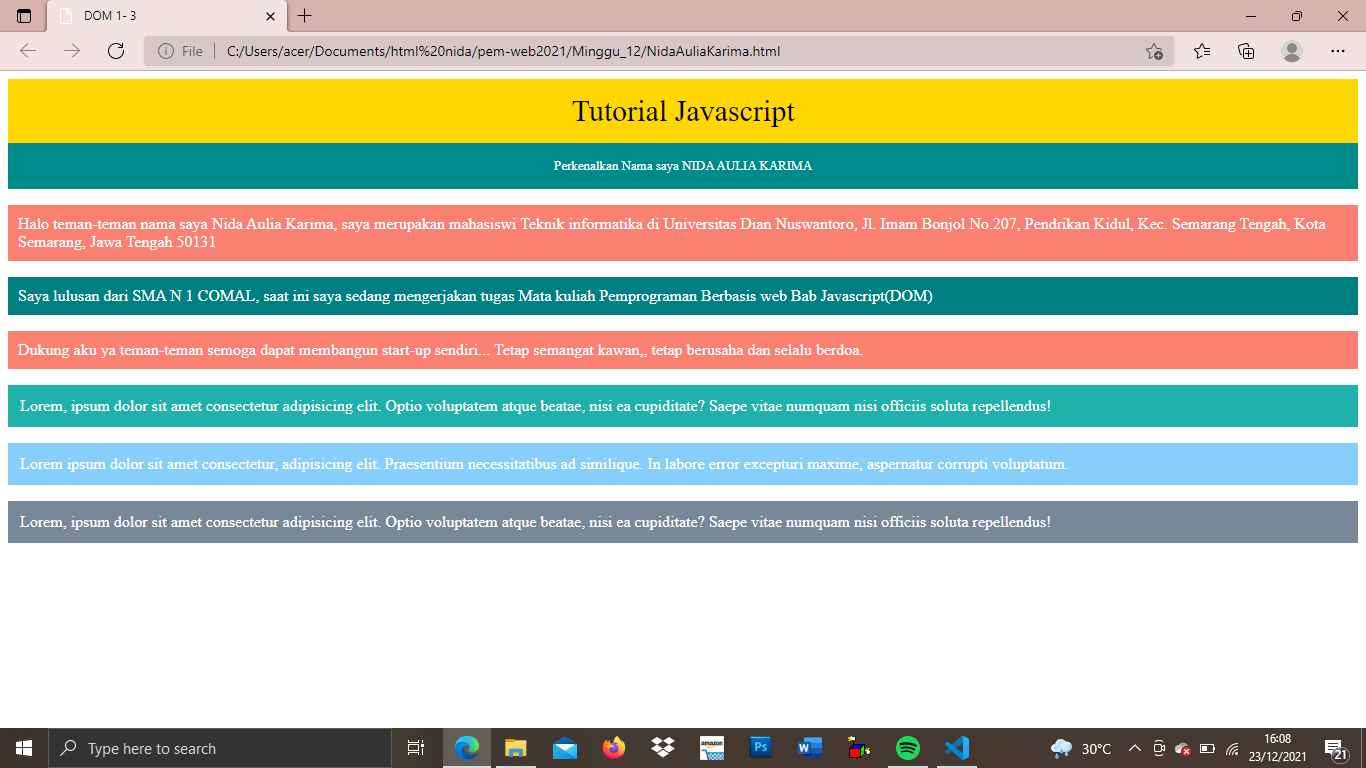 DOM 1- 3
File
C:/Users/acer/Documents/html%20nida/pem-web2021/Minggu_12/NidaAuliaKarima.html
Tutorial Javascript
Perkenalkan Nama saya NIDA AULIA KARIMA
Halo teman-teman nama saya Nida Aulia Karima, saya merupakan mahasiswi Teknik informatika di Universitas Dian Nuswantoro, Jl. Imam Bonjol No.207, Pendrikan Kidul, Kec. Semarang Tengah, Kota
Semarang, Jawa Tengah 50131
Saya lulusan dari SMA N 1 COMAL, saat ini saya sedang mengerjakan tugas Mata kuliah Pemprograman Berbasis web Bab Javascript(DOM)
Dukung aku ya teman-teman semoga dapat membangun start-up sendiri... Tetap semangat kawan,, tetap berusaha dan selalu berdoa.
Lorem, ipsum dolor sit amet consectetur adipisicing elit. Optio voluptatem atque beatae, nisi ea cupiditate? Saepe vitae numquam nisi officiis soluta repellendus!
Lorem ipsum dolor sit amet consectetur, adipisicing elit. Praesentium necessitatibus ad similique. In labore error excepturi maxime, aspernatur corrupti voluptatum.
Lorem, ipsum dolor sit amet consectetur adipisicing elit. Optio voluptatem atque beatae, nisi ea cupiditate? Saepe vitae numquam nisi officiis soluta repellendus!
Type here to search
amazon
Ps
W
30°C
16:08
23/12/2021
21